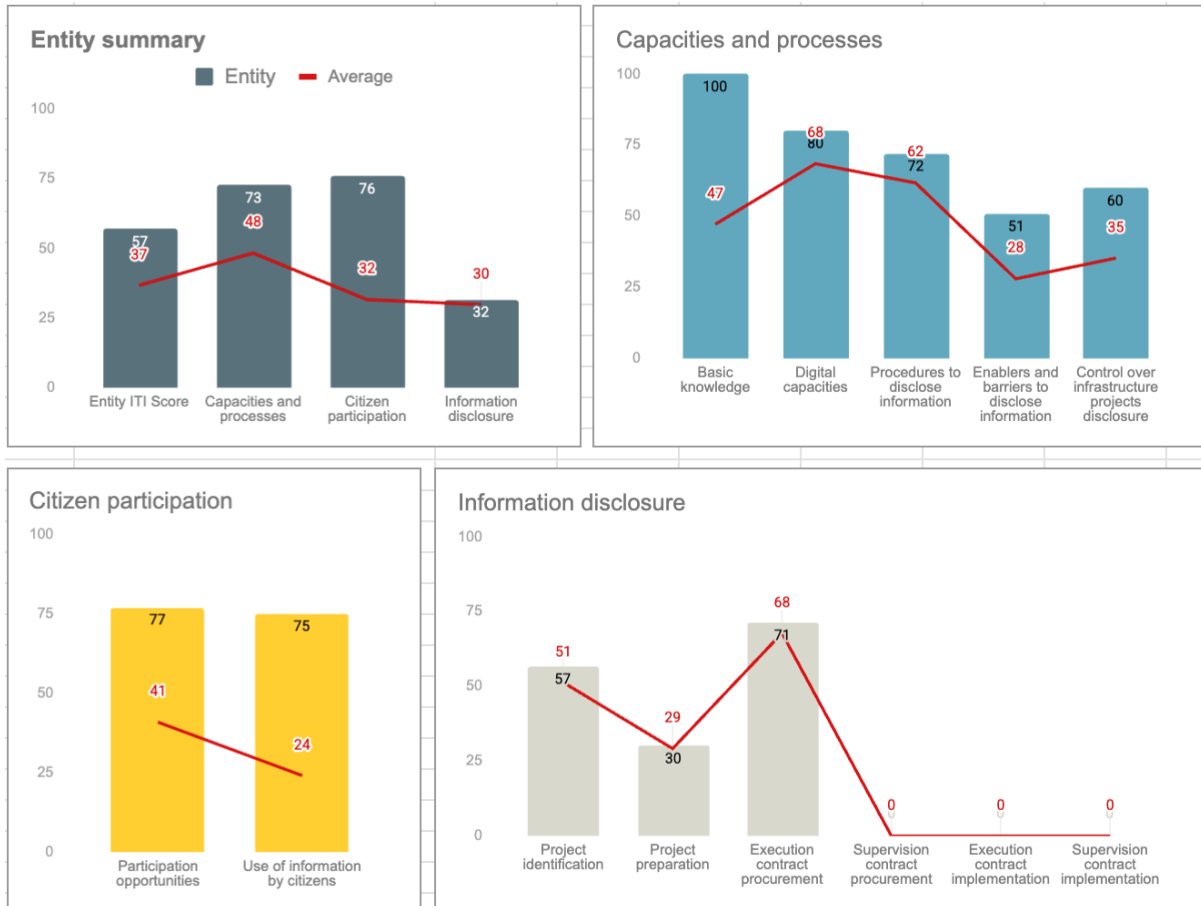 Entity summary
Entity
Average
100
75
50
25
0
57
37
73
48
76
32
30
32
Entity ITI Score
Capacities and
processes
Citizen
participation
Information
disclosure
Capacities and processes
100
75
50
25
0
100
47
68
80
62
72
51
28
60
35
Basic
knowledge
Digital
capacities
Procedures to
disclose
information
Enablers and
barriers to
disclose
information
Control over
infrastructure
projects
disclosure
Citizen participation
100
75
50
25
0
77
41
75
24
Participation
opportunities
Use of information
by citizens
Information disclosure
100
75
50
25
0
51
57
29
30
68
71
0
0
0
Project
identification
Project
preparation
Execution
contract
procurement
Supervision
contract
procurement
Execution
contract
implementation
Supervision
contract
implementation